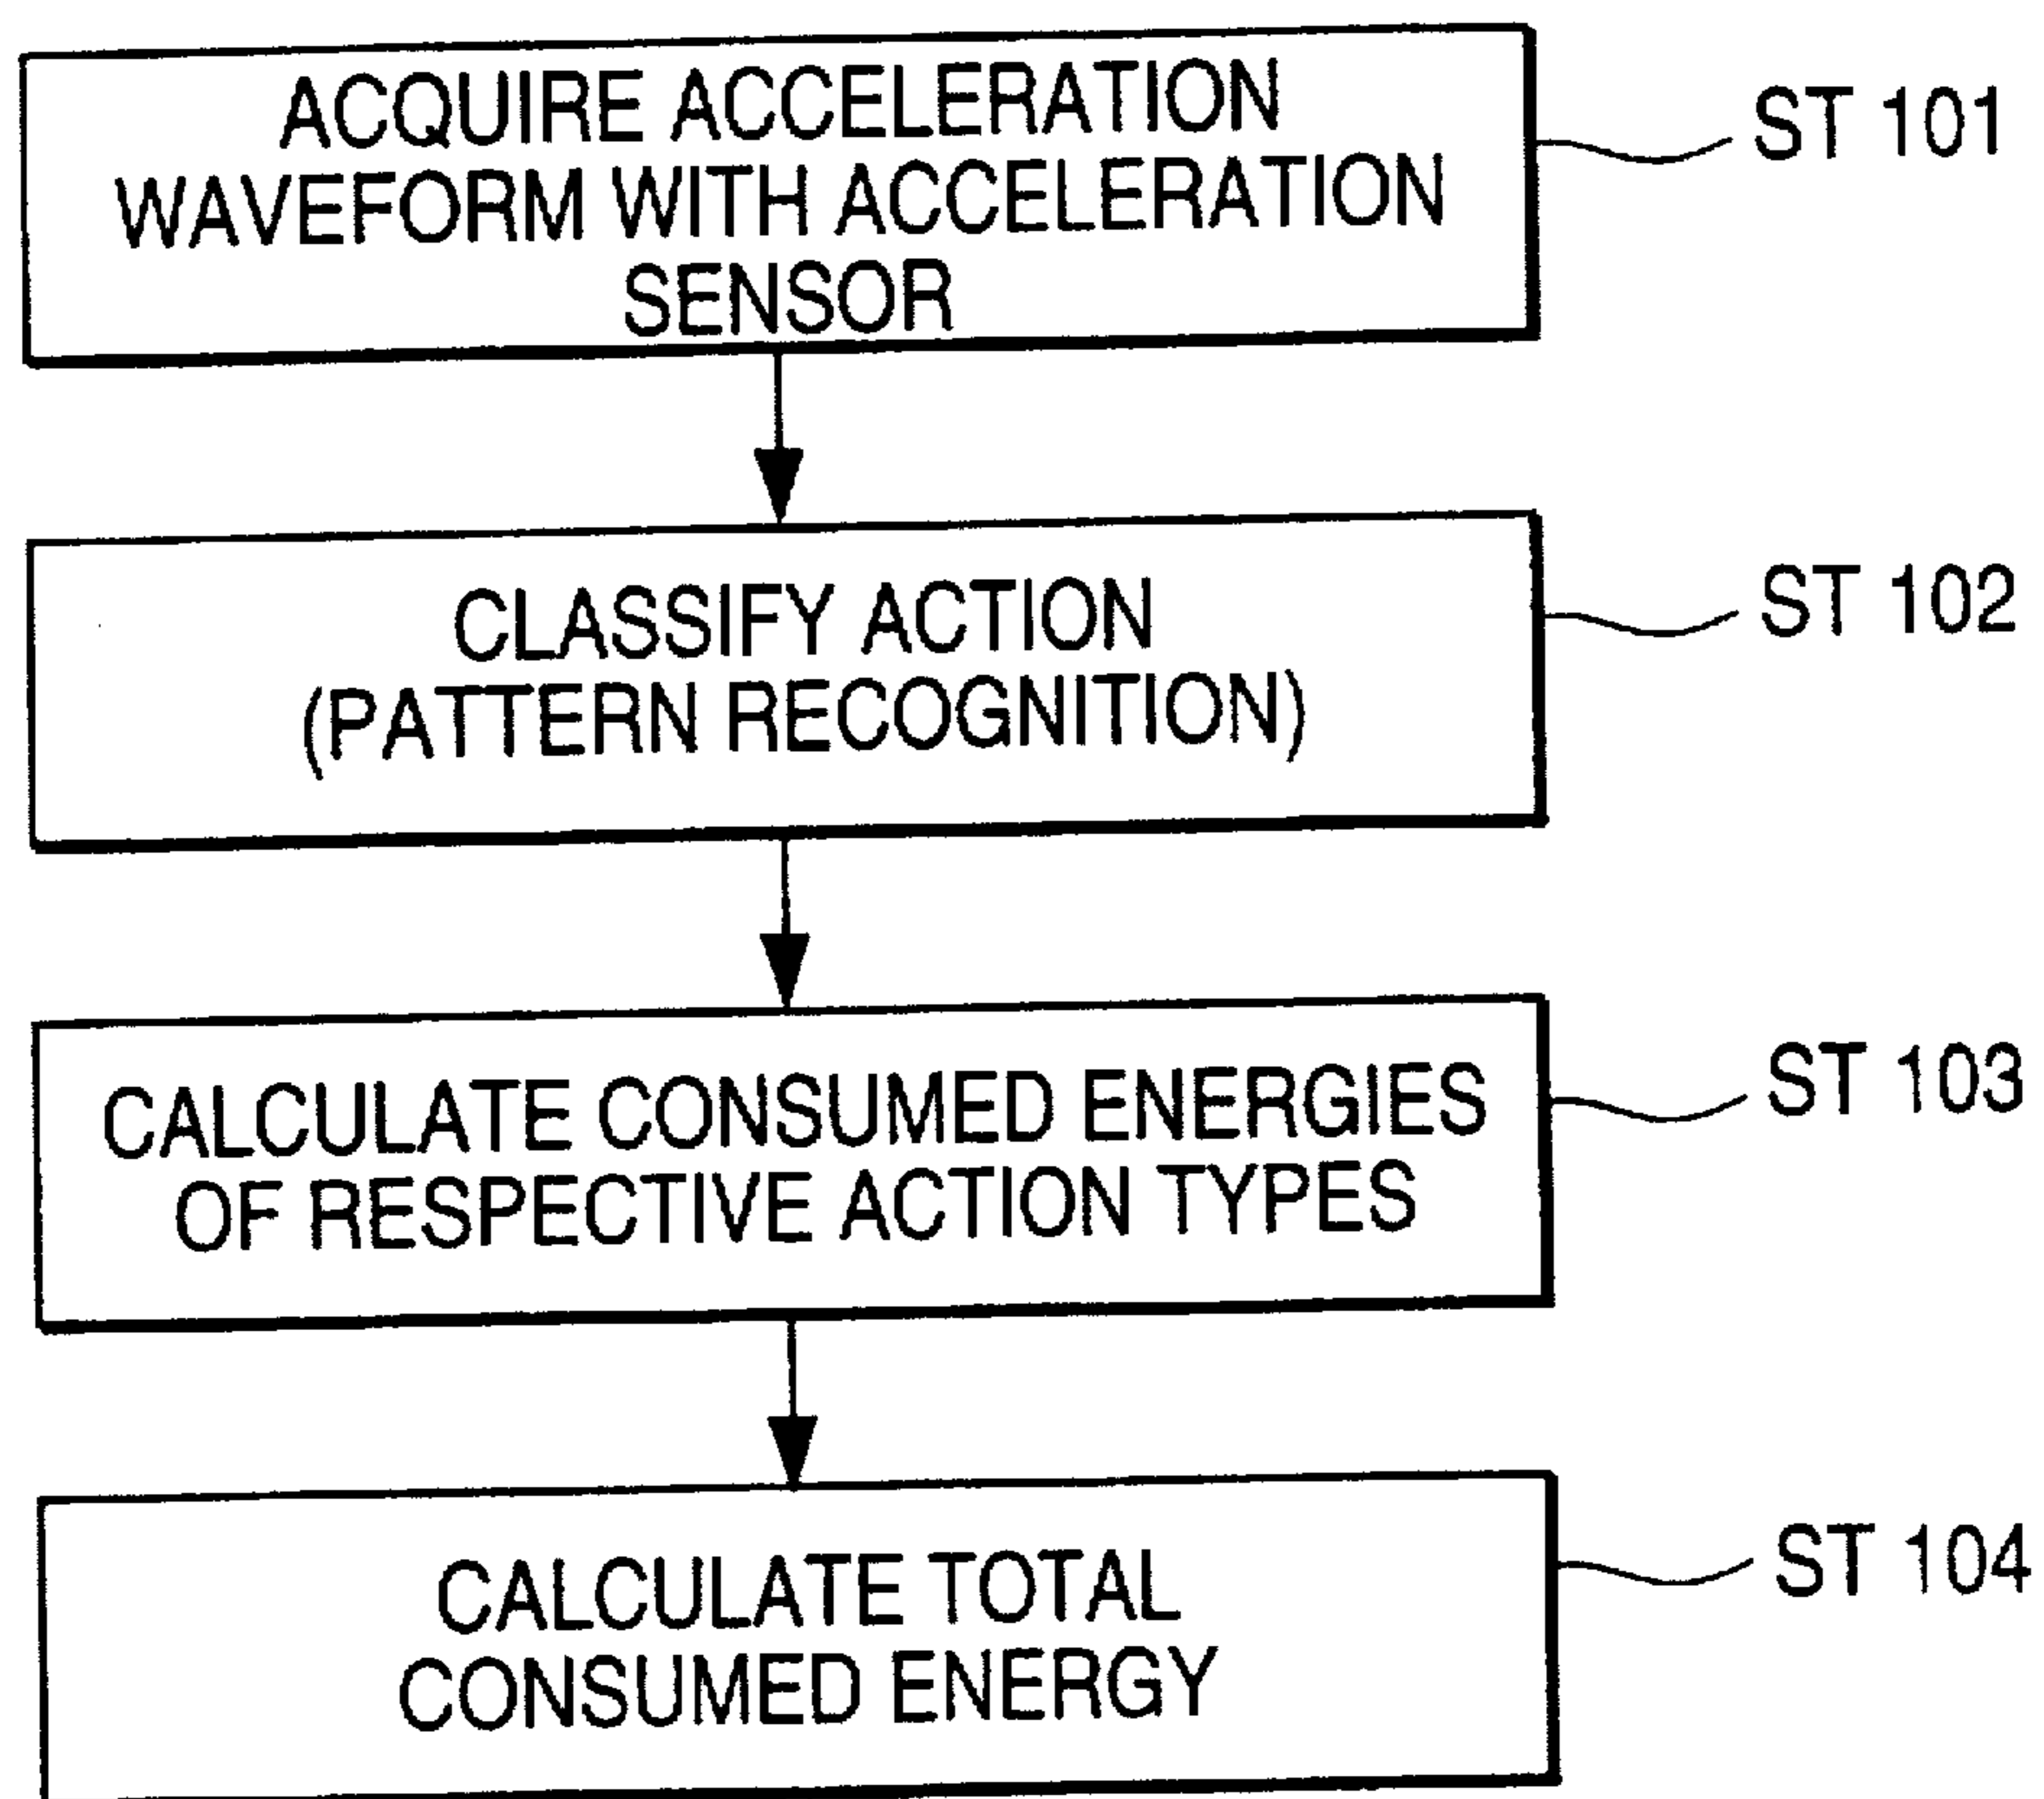 ACQUIRE ACCELERATION
WAVEFORM WITH ACCELERATION
SENSOR
ST 101
CLASSIFY ACTION
(PATTERN RECOGNITION)
ST 102
CALCULATE CONSUMED ENERGIES
OF RESPECTIVE ACTION TYPES
ST 103
CALCULATE TOTAL
CONSUMED ENERGY
ST 104